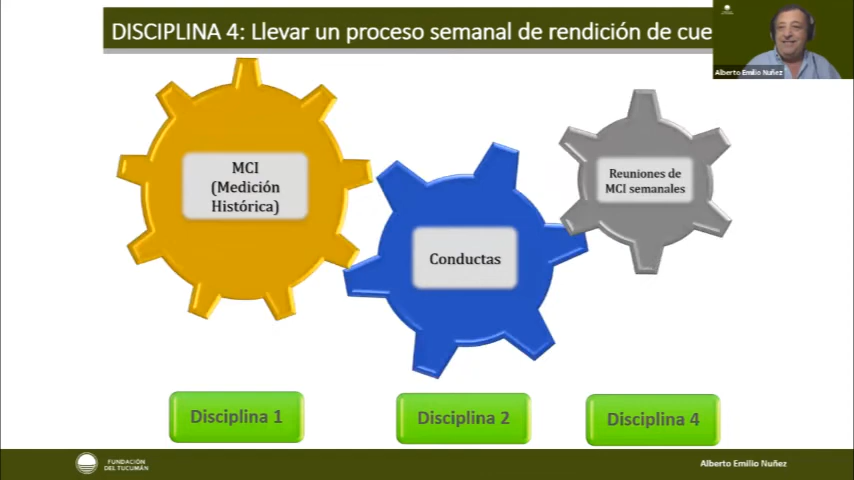 DISCIPLINA 4: Llevar un proceso semanal de rendición de
Alberto Emilio Nuñez
MCI
(Medición
Histórica)
Reuniones de
MCI semanales
Conductas
Disciplina 1
Disciplina 2
Disciplina 4
FUNDACIÓN
DEL TUCUMÁN
Alberto Emilio Nuñez